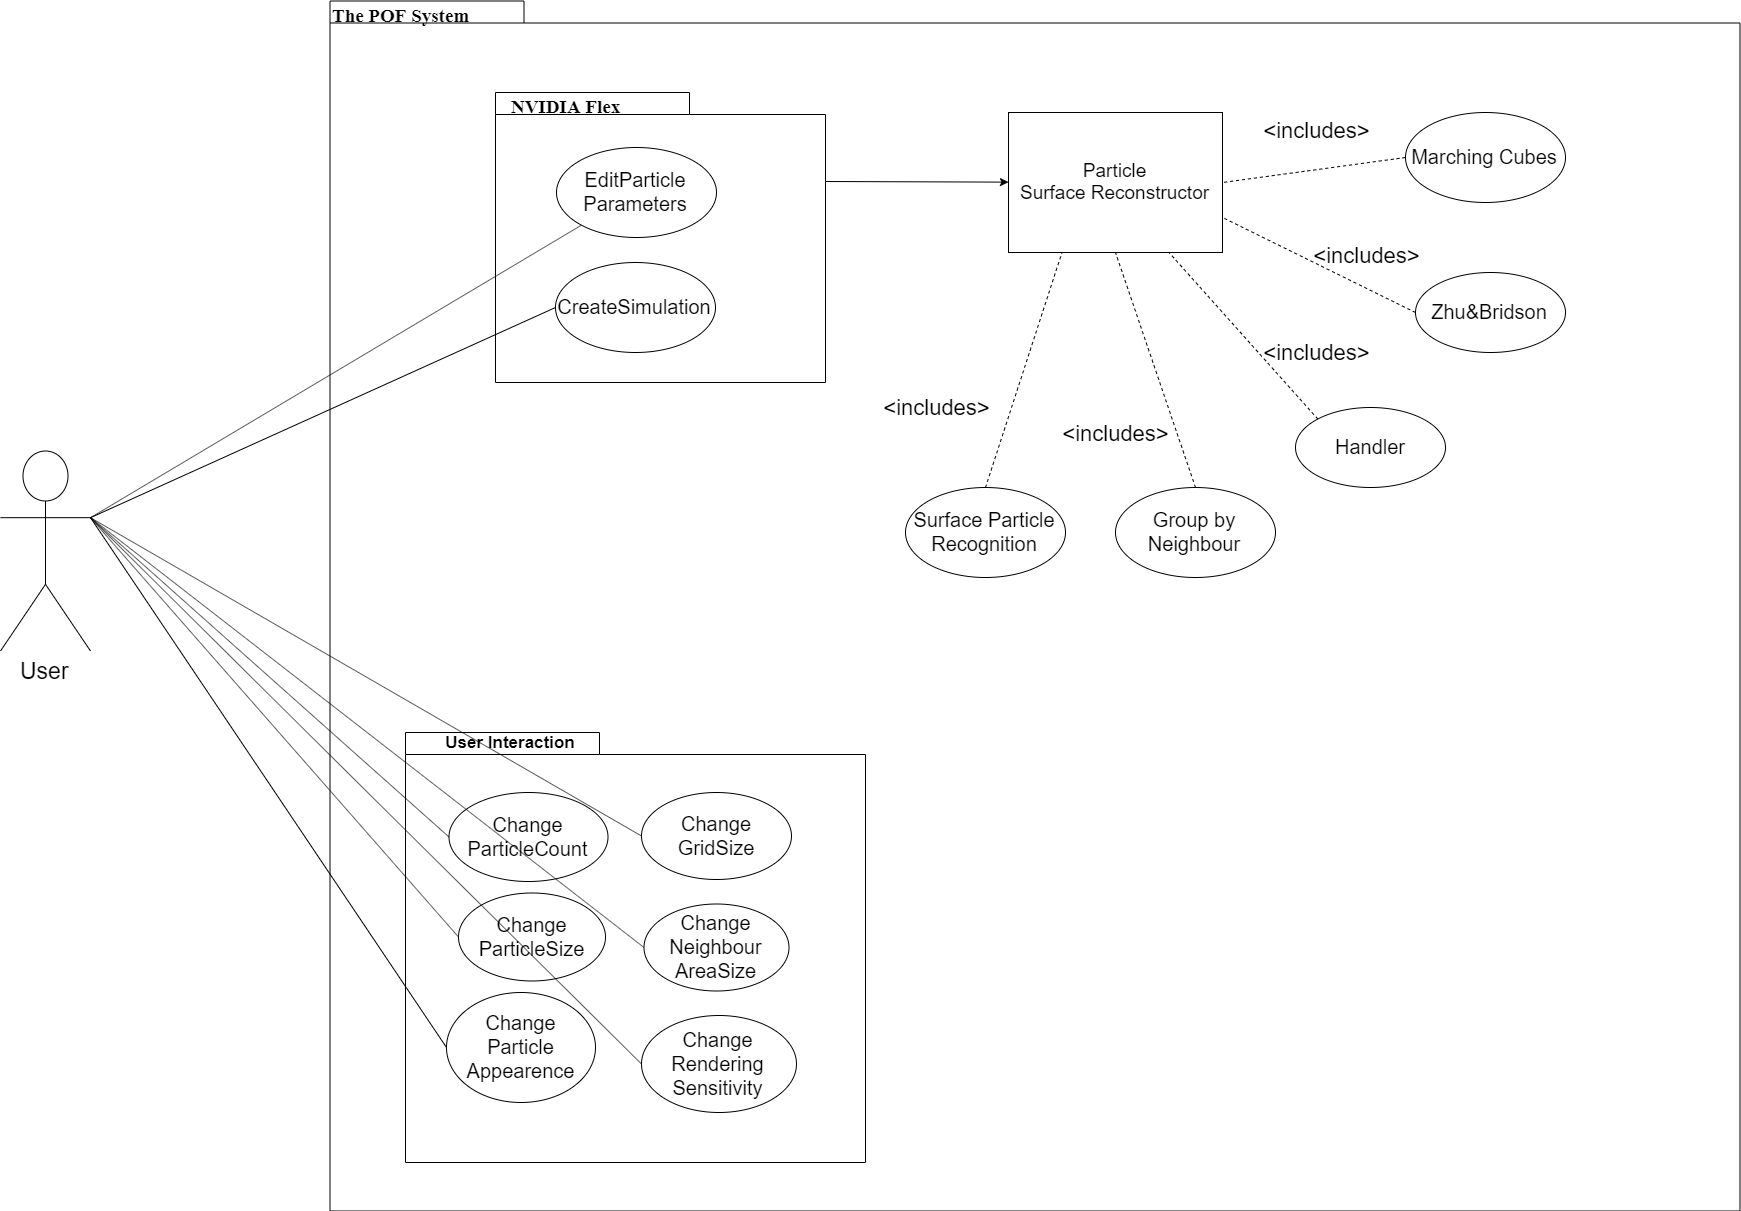 The POF System
NVIDIA Flex
EditParticle
Parameters
CreateSimulation
Particle
Surface Reconstructor
<includes>
Marching Cubes
<includes>
Zhu&Bridson
<includes>
Handler
<includes>
<includes>
Surface Particle
Recognition
Group by
Neighbour
User
User Interaction
Change
ParticleCount
Change
GridSize
Change
ParticleSize
Change
Neighbour
AreaSize
Change
Particle
Appearence
Change
Rendering
Sensitivity